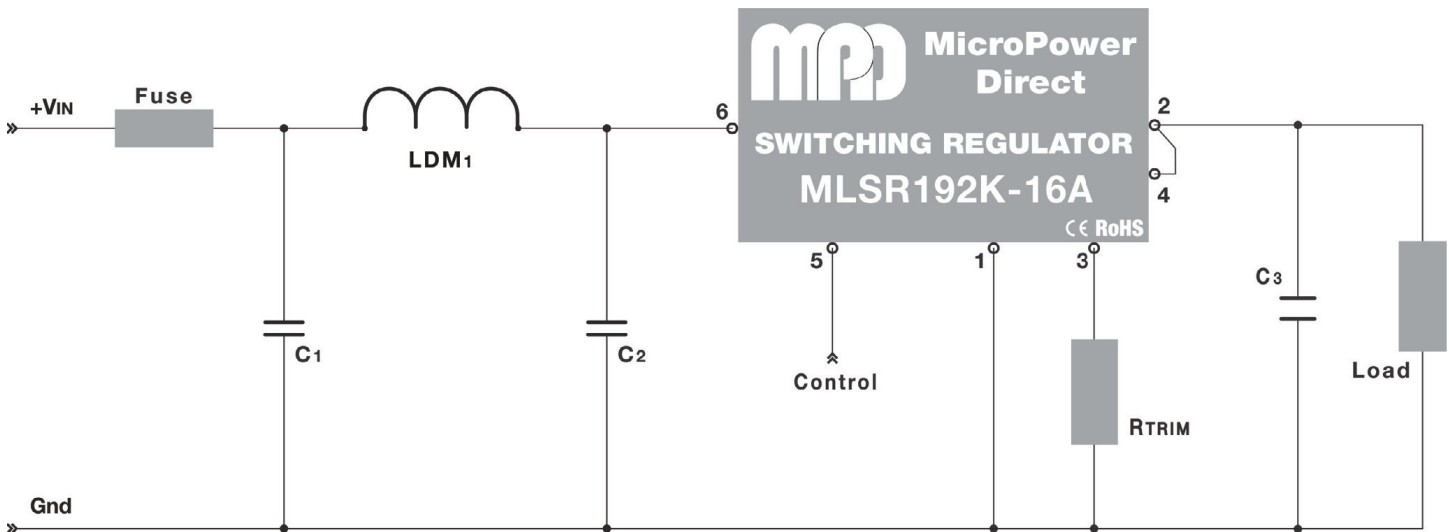 MPD
MicroPower
Direct
+VIN
Fuse
6
2
SWITCHING REGULATOR
LDM1
MLSR192K-16A
4
CE RoHS
5
1
3
C3
C1
C2
Control
Load
RTRIM
Gnd